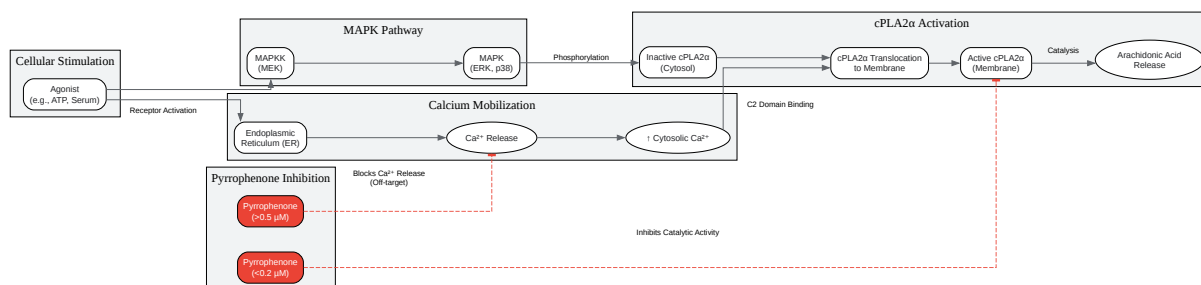 Cellular Stimulation
Agonist
(e.g., ATP, Serum)
Receptor Activation
MAPK Pathway
MAPKK
(MEK)
MAPK
(ERK, p38)
Phosphorylation
Calcium Mobilization
Endoplasmic
Reticulum (ER)
Ca²⁺ Release
↑ Cytosolic Ca²⁺
C2 Domain Binding
cPLA2α Activation
Inactive cPLA2α
(Cytosol)
cPLA2α Translocation
to Membrane
Active cPLA2α
(Membrane)
Catalysis
Arachidonic Acid
Release
Pyrrophenone Inhibition
Pyrrophenone
(>0.5 µM)
Blocks Ca²⁺ Release
(Off-target)
Pyrrophenone
(<0.2 µM)
Inhibits Catalytic Activity